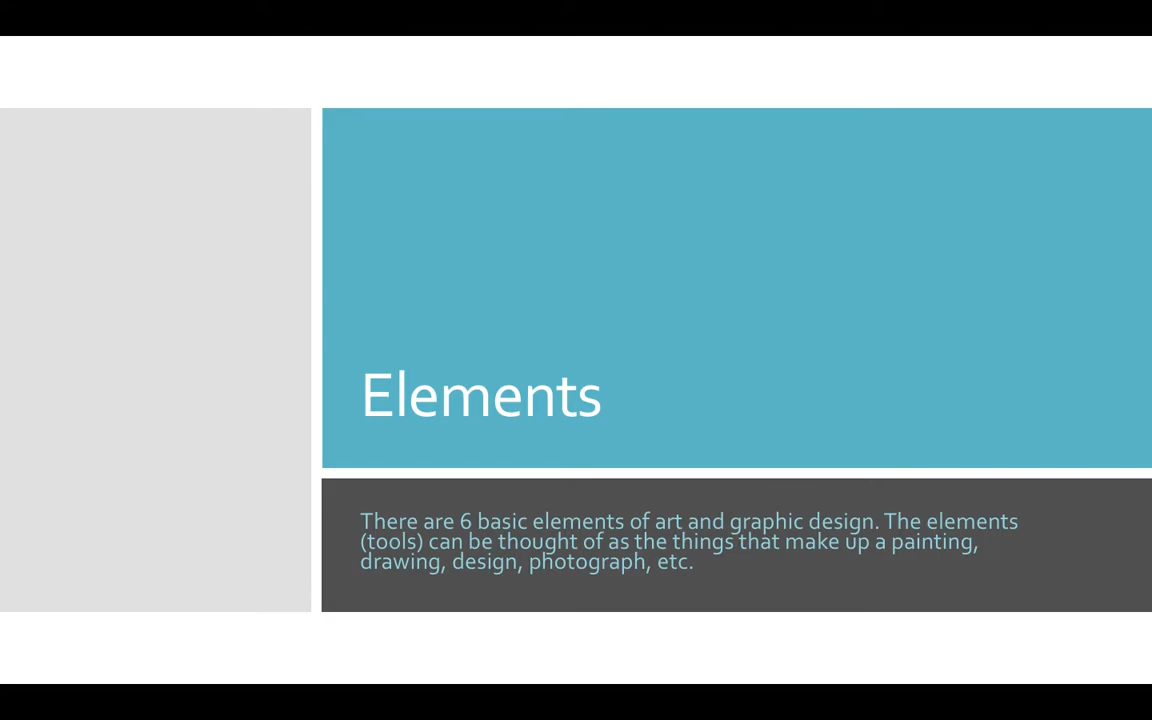 Elements
There are 6 basic elements of art and graphic design. The elements
(tools) can be thought of as the things that make up a painting,
drawing, design, photograph, etc.